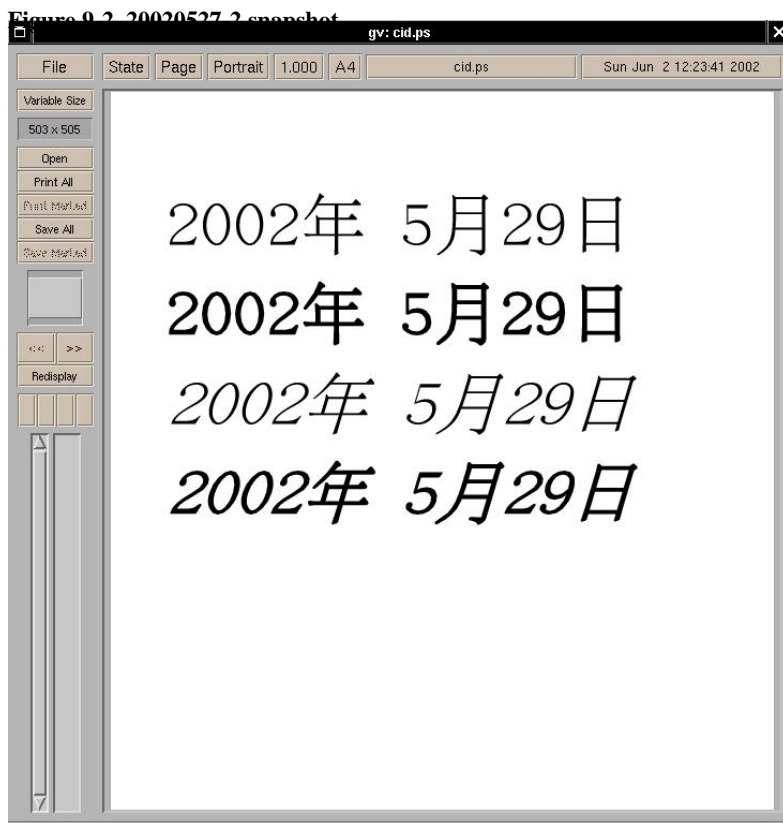 Figure 9-2. 20020527-2 snapshot
gv: cid.ps
File State Page Portrait 1.000 A4 cid.ps Sun Jun 2 12:23:41 2002
Variable Size
503 x 505
Open
Print All
Print Marked
Save All
Save Marked
<< >>
Redisplay
2002年 5月29日
2002年 5月29日
2002年 5月29日
2002年 5月29日